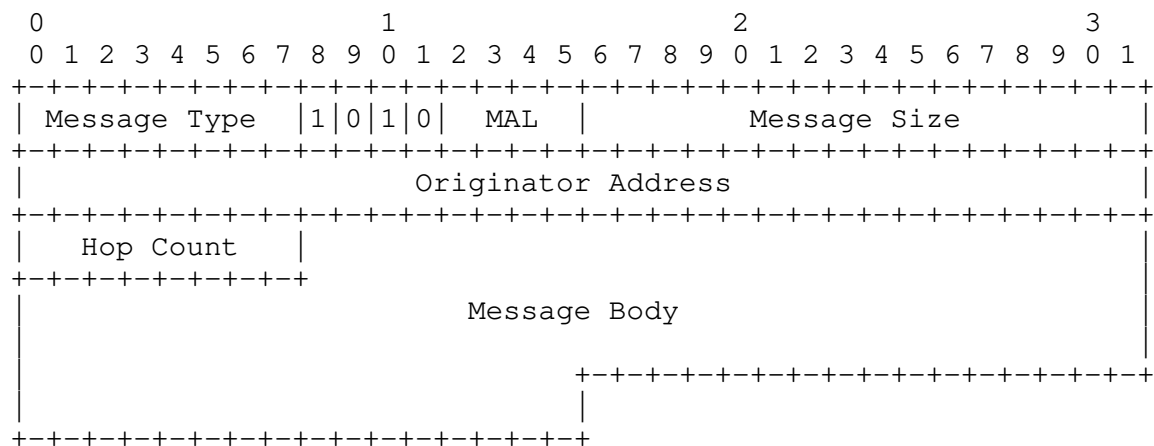 0                   1                   2                   3
 0 1 2 3 4 5 6 7 8 9 0 1 2 3 4 5 6 7 8 9 0 1 2 3 4 5 6 7 8 9 0 1
+-+-+-+-+-+-+-+-+-+-+-+-+-+-+-+-+-+-+-+-+-+-+-+-+-+-+-+-+-+-+-+-+
| Message Type  |1|0|1|0|  MAL  |         Message Size          |
+-+-+-+-+-+-+-+-+-+-+-+-+-+-+-+-+-+-+-+-+-+-+-+-+-+-+-+-+-+-+-+-+
|                      Originator Address                       |
+-+-+-+-+-+-+-+-+-+-+-+-+-+-+-+-+-+-+-+-+-+-+-+-+-+-+-+-+-+-+-+-+
|   Hop Count   |                                               |
+-+-+-+-+-+-+-+-+                                               |
|                         Message Body                          |
|                                                               |
|                               +-+-+-+-+-+-+-+-+-+-+-+-+-+-+-+-+
|                               |
+-+-+-+-+-+-+-+-+-+-+-+-+-+-+-+-+